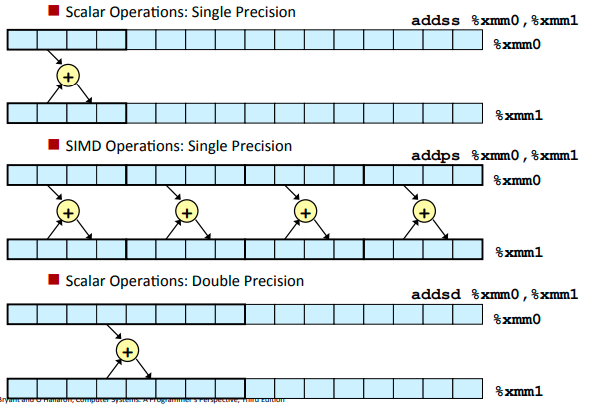 Scalar Operations: Single Precision
addss %xmm0,%xmm1
%xmm0
+
%xmm1
SIMD Operations: Single Precision
addps %xmm0,%xmm1
%xmm0
+ + + +
%xmm1
Scalar Operations: Double Precision
addsd %xmm0,%xmm1
%xmm0
+
%xmm1
Bryant and O'Hallaron, Computer Systems: A Programmer's Perspective, Third Edition